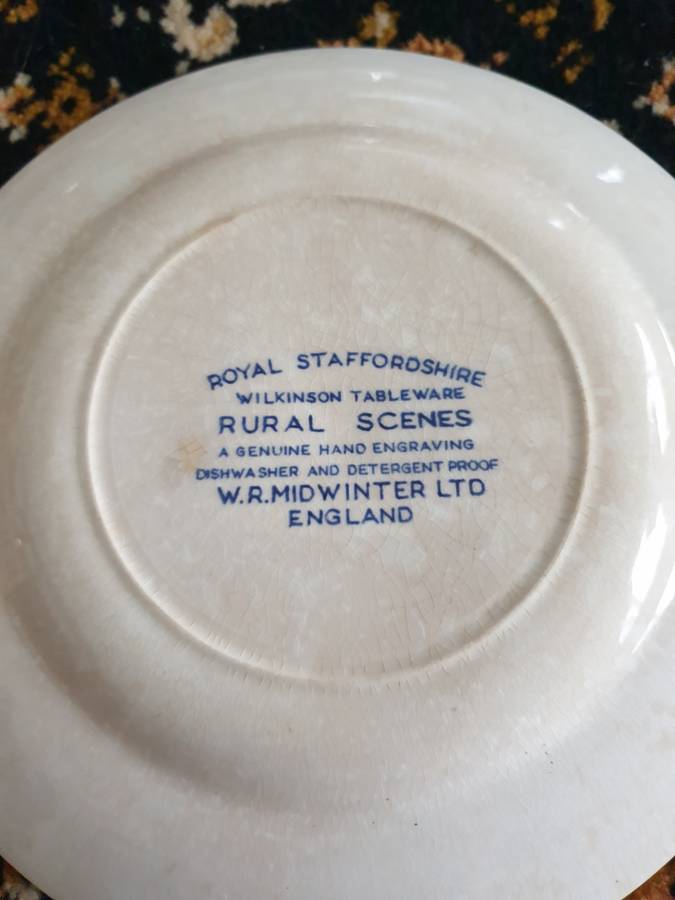 ROYAL STAFFORDSHIRE
WILKINSON TABLEWARE
RURAL SCENES
A GENUINE HAND ENGRAVING
DISHWASHER AND DETERGENT PROOF
W.R.MIDWINTER LTD
ENGLAND